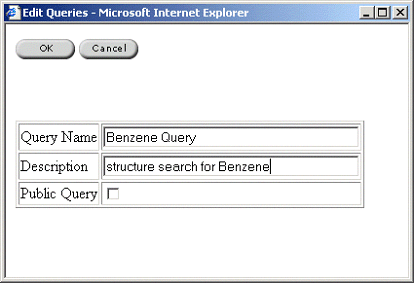 Edit Queries - Microsoft Internet Explorer
OK Cancel
Query Name Benzene Query
Description structure search for Benzene
Public Query